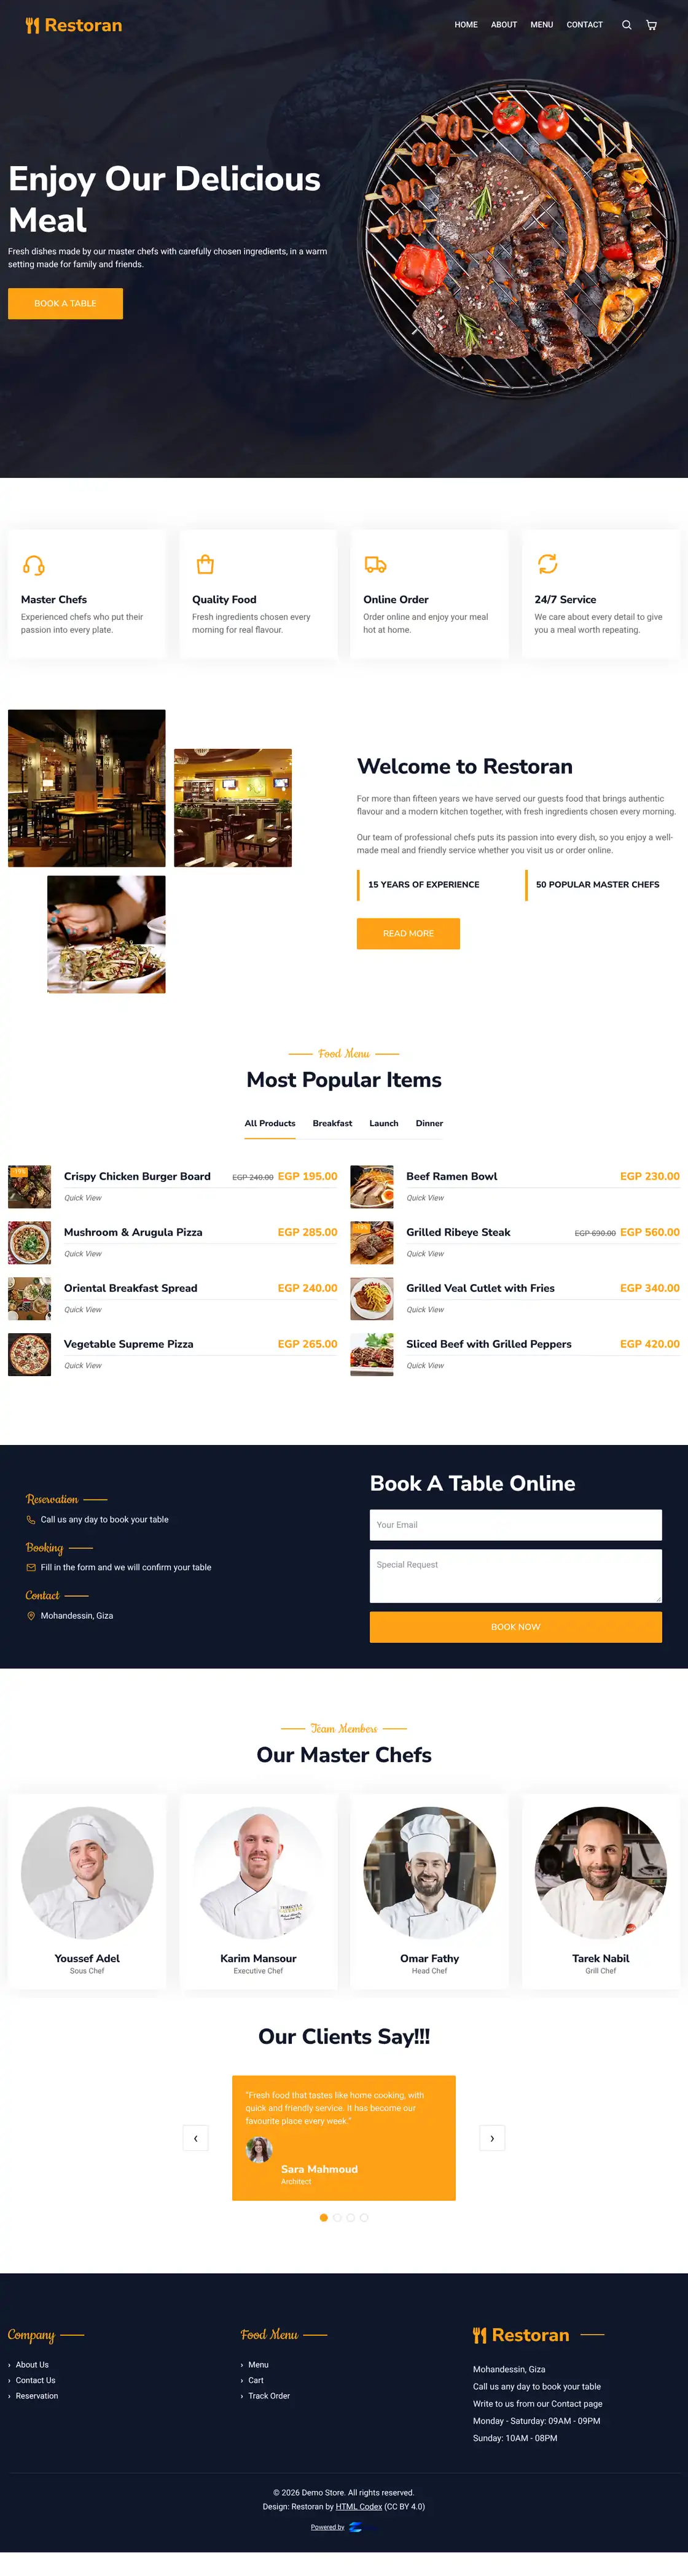 Restoran
HOME ABOUT MENU CONTACT
Enjoy Our Delicious
Meal
Fresh dishes made by our master chefs with carefully chosen ingredients, in a warm
setting made for family and friends.
BOOK A TABLE
Master Chefs
Experienced chefs who put their
passion into every plate.
Quality Food
Fresh ingredients chosen every
morning for real flavour.
Online Order
Order online and enjoy your meal
hot at home.
24/7 Service
We care about every detail to give
you a meal worth repeating.
Welcome to Restoran
For more than fifteen years we have served our guests food that brings authentic
flavour and a modern kitchen together, with fresh ingredients chosen every morning.
Our team of professional chefs puts its passion into every dish, so you enjoy a well-
made meal and friendly service whether you visit us or order online.
15 YEARS OF EXPERIENCE
50 POPULAR MASTER CHEFS
READ MORE
Food Menu
Most Popular Items
All Products Breakfast Launch Dinner
-19%
Crispy Chicken Burger Board EGP 240.00 EGP 195.00
Quick View
Beef Ramen Bowl EGP 230.00
Quick View
Mushroom & Arugula Pizza EGP 285.00
Quick View
Grilled Ribeye Steak EGP 690.00 EGP 560.00
Quick View
Oriental Breakfast Spread EGP 240.00
Quick View
Grilled Veal Cutlet with Fries EGP 340.00
Quick View
Vegetable Supreme Pizza EGP 265.00
Quick View
Sliced Beef with Grilled Peppers EGP 420.00
Quick View
Reservation
Call us any day to book your table
Booking
Fill in the form and we will confirm your table
Contact
Mohandessin, Giza
Book A Table Online
Your Email
Special Request
BOOK NOW
Team Members
Our Master Chefs
Youssef Adel
Sous Chef
Karim Mansour
Executive Chef
Omar Fathy
Head Chef
Tarek Nabil
Grill Chef
Our Clients Say!!!
“Fresh food that tastes like home cooking, with
quick and friendly service. It has become our
favourite place every week.”
Sara Mahmoud
Architect
‹
›
Company
› About Us
› Contact Us
› Reservation
Food Menu
› Menu
› Cart
› Track Order
Restoran
Mohandessin, Giza
Call us any day to book your table
Write to us from our Contact page
Monday - Saturday: 09AM - 09PM
Sunday: 10AM - 08PM
© 2026 Demo Store. All rights reserved.
Design: Restoran by HTML Codex (CC BY 4.0)
Powered by